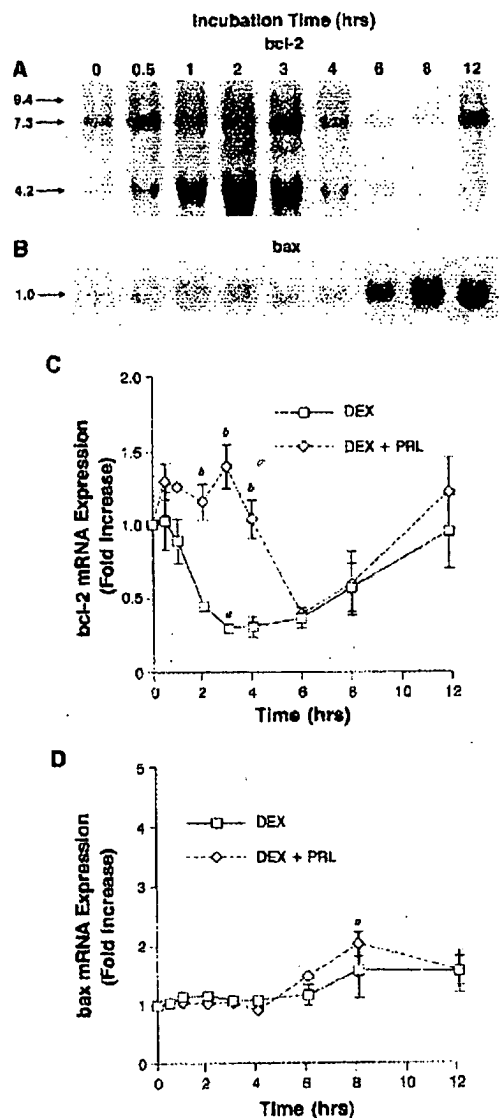 Incubation Time (hrs)
bcl-2
A 0 0.5 1 2 3 4 6 8 12
9.4
7.3
4.2
B bax
1.0
C
2.0
1.5
1.0
0.5
0
bcl-2 mRNA Expression
(Fold Increase)
DEX
DEX + PRL
b
b
b
a
0 2 4 6 8 10 12
Time (hrs)
D
5
4
3
2
1
0
bax mRNA Expression
(Fold Increase)
DEX
DEX + PRL
a
0 2 4 6 8 10 12
Time (hrs)